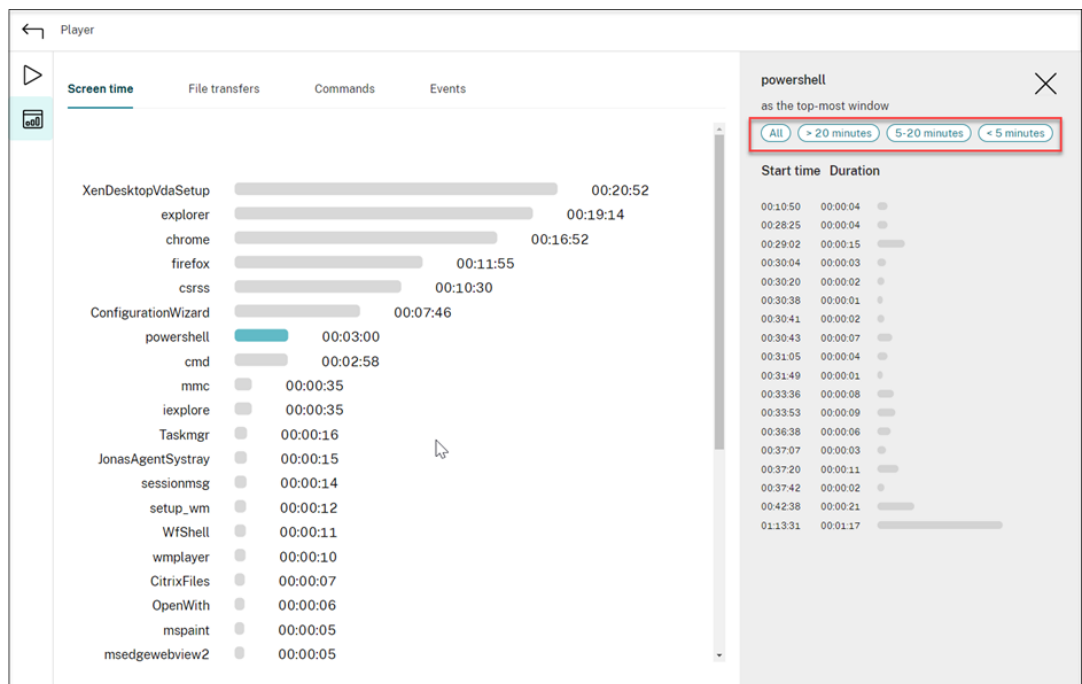 Player
Screen time File transfers Commands Events
XenDesktopVdaSetup 00:20:52
explorer 00:19:14
chrome 00:16:52
firefox 00:11:55
csrss 00:10:30
ConfigurationWizard 00:07:46
powershell 00:03:00
cmd 00:02:58
mmc 00:00:35
iexplore 00:00:35
Taskmgr 00:00:16
JonasAgentSystray 00:00:15
sessionmsg 00:00:14
setup_wm 00:00:12
WfShell 00:00:11
wmplayer 00:00:10
CitrixFiles 00:00:07
OpenWith 00:00:06
mspaint 00:00:05
msedgewebview2 00:00:05
powershell
as the top-most window
All > 20 minutes 5-20 minutes < 5 minutes
Start time Duration
00:10:50 00:00:04
00:28:25 00:00:04
00:29:02 00:00:15
00:30:04 00:00:03
00:30:20 00:00:02
00:30:38 00:00:01
00:30:41 00:00:02
00:30:43 00:00:07
00:31:05 00:00:04
00:31:49 00:00:01
00:33:36 00:00:08
00:33:53 00:00:09
00:36:38 00:00:06
00:37:07 00:00:03
00:37:20 00:00:11
00:37:42 00:00:02
00:42:38 00:00:21
01:13:31 00:01:17